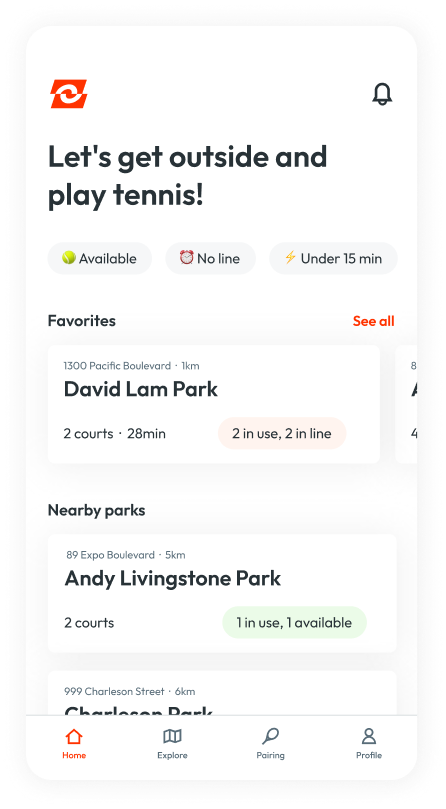 Let's get outside and
play tennis!
Available
No line
Under 15 min
Favorites
See all
1300 Pacific Boulevard · 1km
8
David Lam Park
2 courts · 28min
2 in use, 2 in line
4
Nearby parks
89 Expo Boulevard · 5km
Andy Livingstone Park
2 courts
1 in use, 1 available
999 Charleson Street · 6km
Charleson Park
Home
Explore
Pairing
Profile